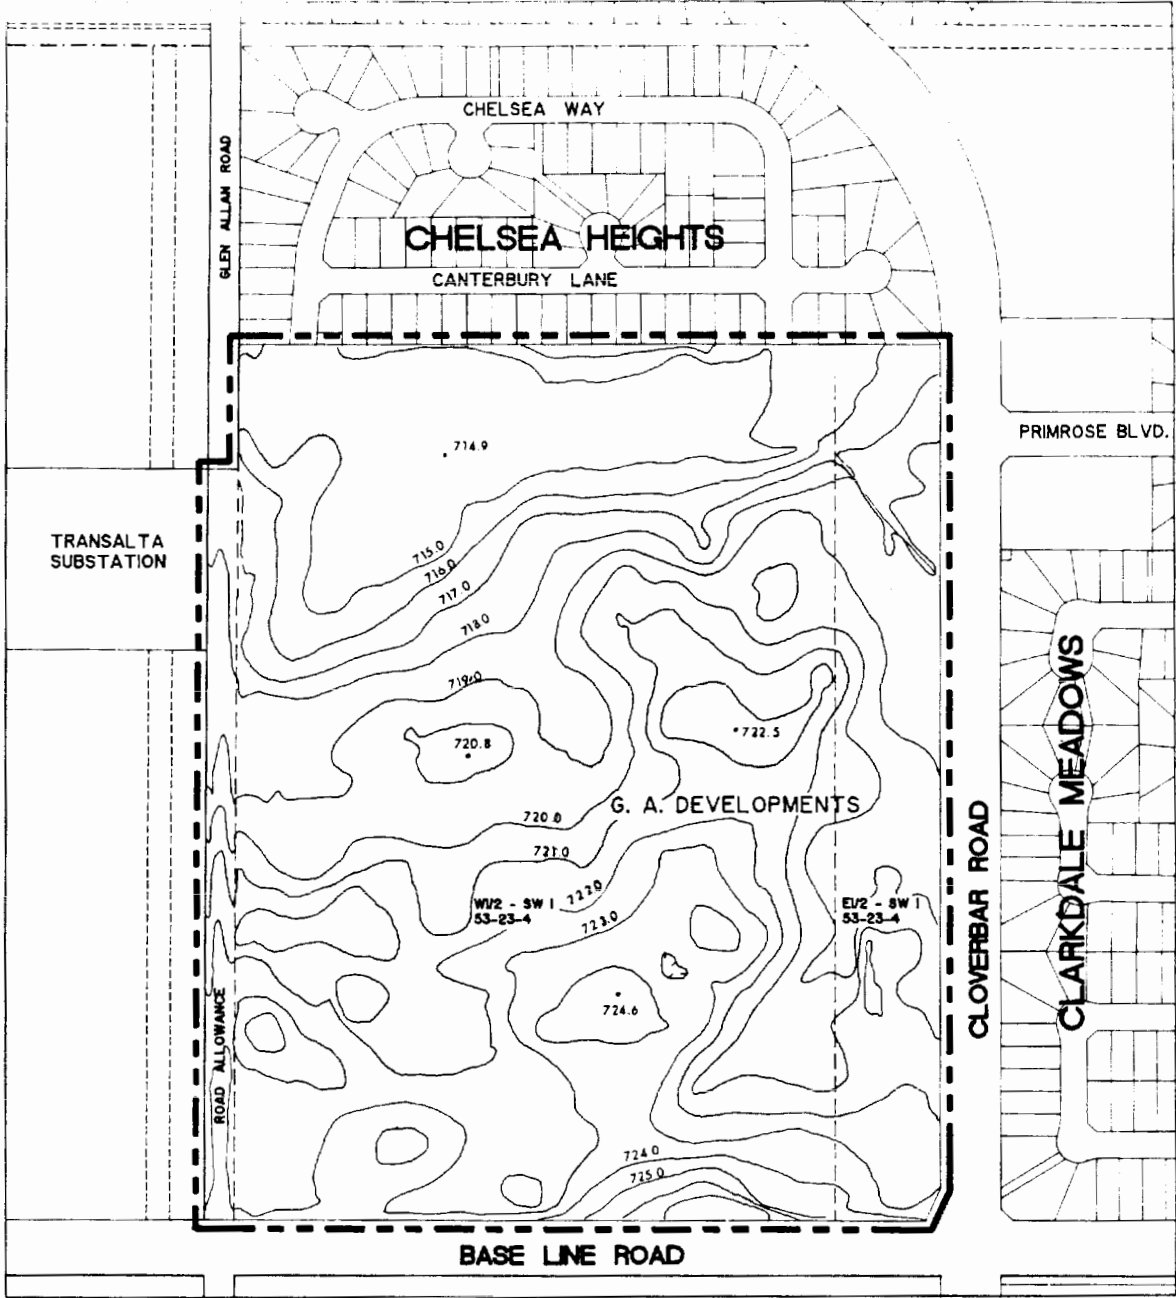 CHELSEA WAY
GLEN ALLAN ROAD
CHELSEA HEIGHTS
CANTERBURY LANE
PRIMROSE BLVD.
714.9
TRANSALTA
SUBSTATION
715.0
716.0
717.0
718.0
719.0
720.8
722.5
G. A. DEVELOPMENTS
720.0
721.0
722.0
723.0
W1/2 - SW 1
53-23-4
E1/2 - SW 1
53-23-4
CLOVERBAR ROAD
CLARKDALE MEADOWS
724.6
ROAD ALLOWANCE
724.0
725.0
BASE LINE ROAD